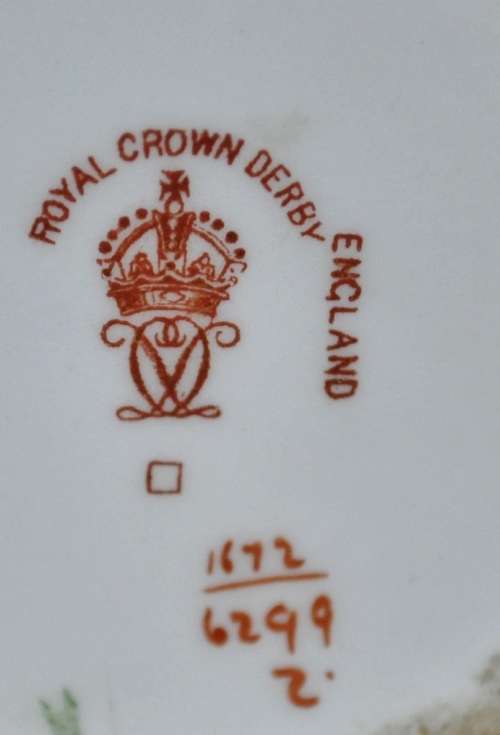 ROYAL CROWN DERBY
ENGLAND
1672
6299
2.